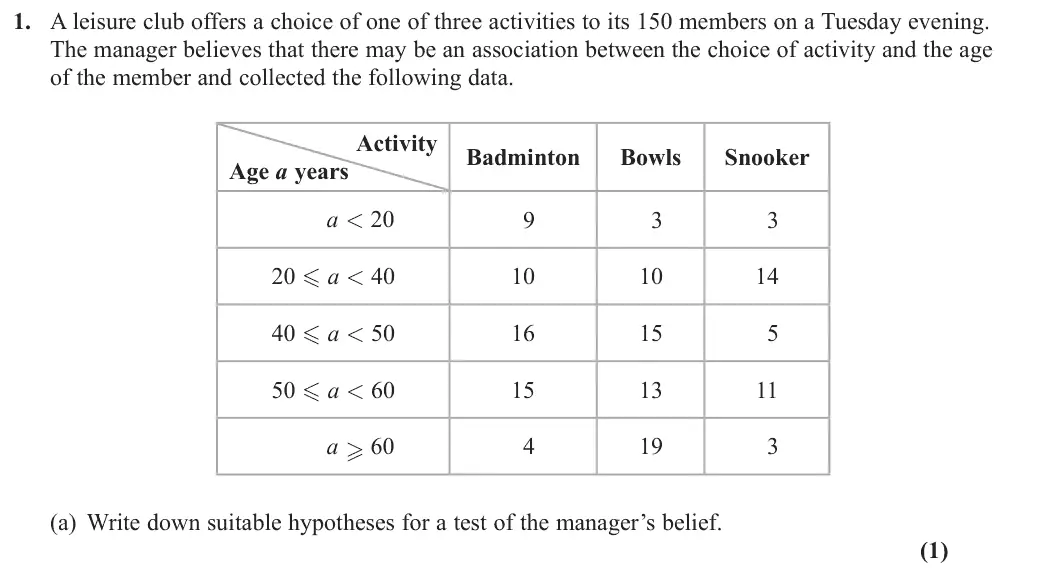 1. A leisure club offers a choice of one of three activities to its 150 members on a Tuesday evening.
The manager believes that there may be an association between the choice of activity and the age
of the member and collected the following data.
Activity
Age a years
Badminton Bowls Snooker
a < 20 9 3 3
20 ⩽ a < 40 10 10 14
40 ⩽ a < 50 16 15 5
50 ⩽ a < 60 15 13 11
a ⩾ 60 4 19 3
(a) Write down suitable hypotheses for a test of the manager’s belief.
(1)